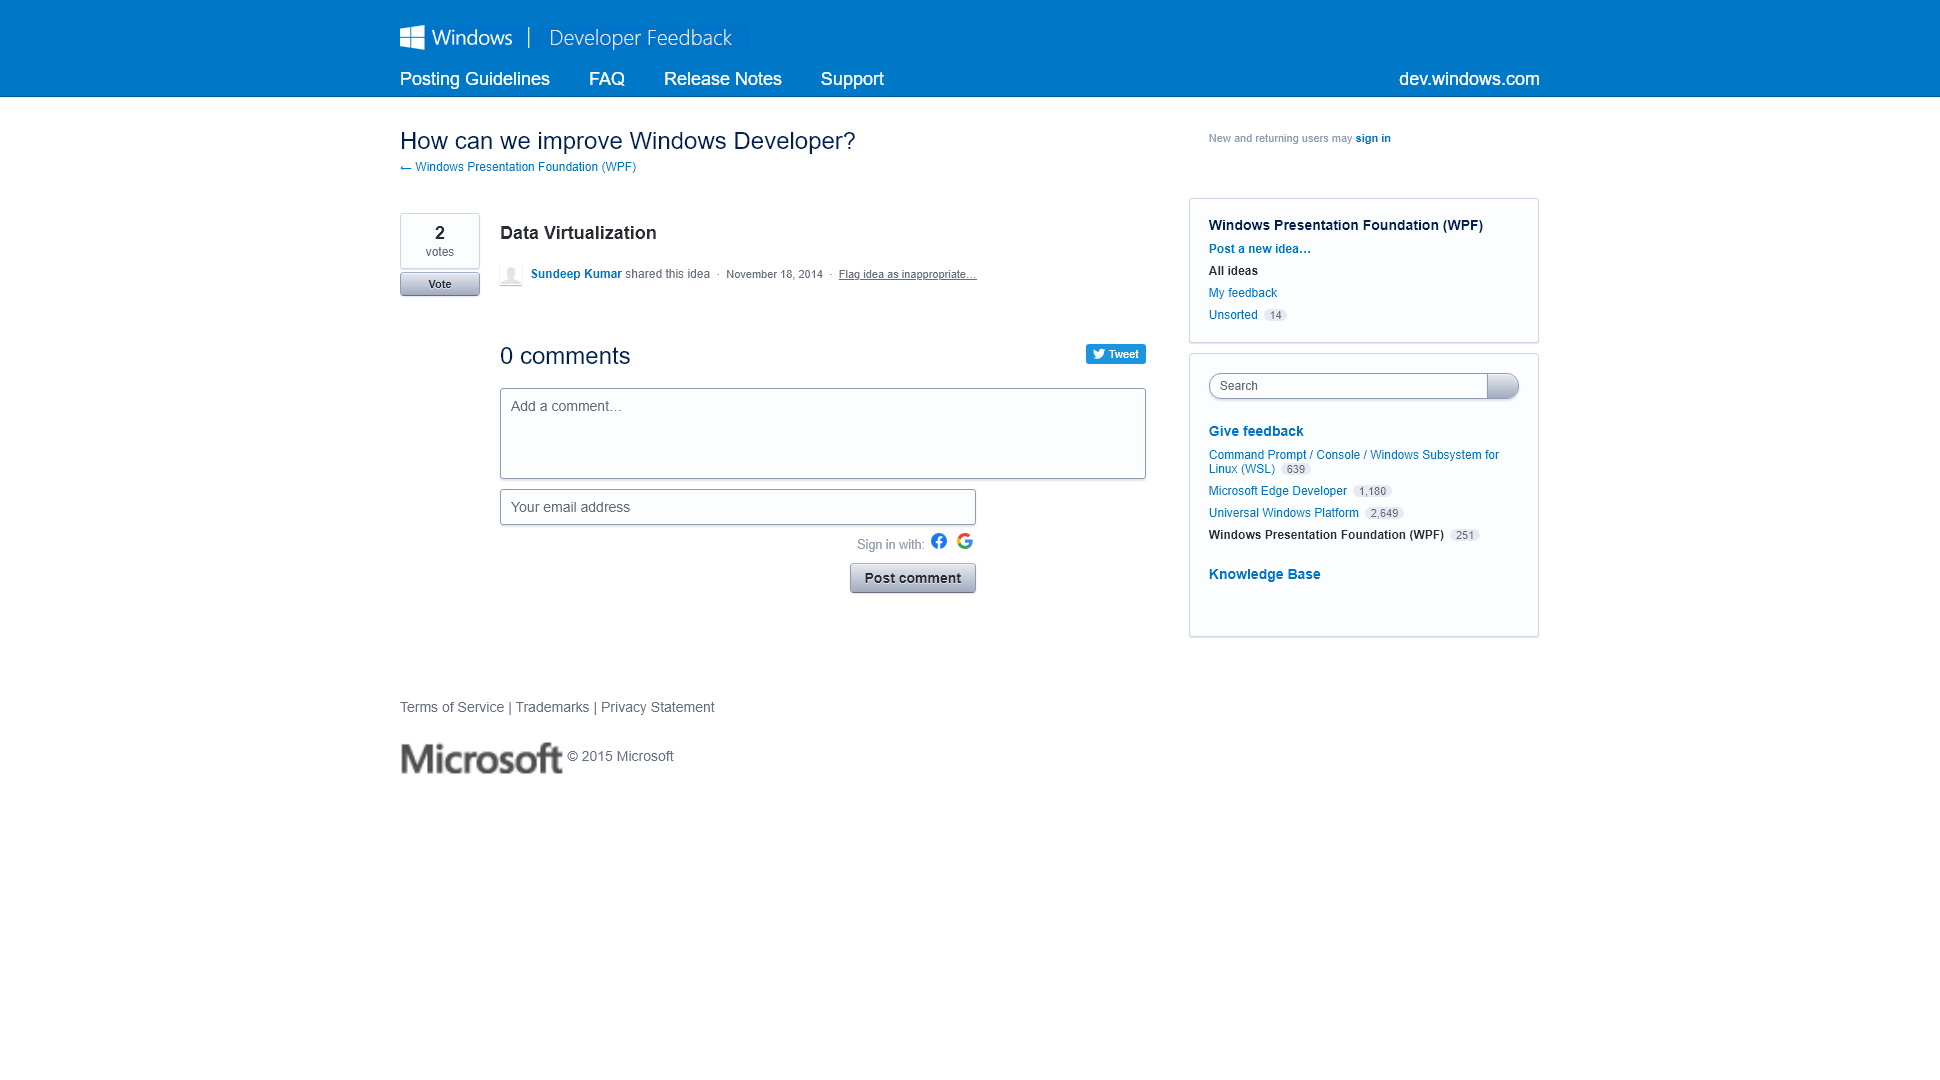 Windows | Developer Feedback
Posting Guidelines FAQ Release Notes Support dev.windows.com
How can we improve Windows Developer?
← Windows Presentation Foundation (WPF)
New and returning users may sign in
2
votes
Vote
Data Virtualization
Sundeep Kumar shared this idea · November 18, 2014 · Flag idea as inappropriate…
0 comments
Tweet
Add a comment…
Your email address
Sign in with:
Post comment
Windows Presentation Foundation (WPF)
Post a new idea…
All ideas
My feedback
Unsorted 14
Search
Give feedback
Command Prompt / Console / Windows Subsystem for
Linux (WSL) 639
Microsoft Edge Developer 1,180
Universal Windows Platform 2,649
Windows Presentation Foundation (WPF) 251
Knowledge Base
Terms of Service | Trademarks | Privacy Statement
Microsoft © 2015 Microsoft